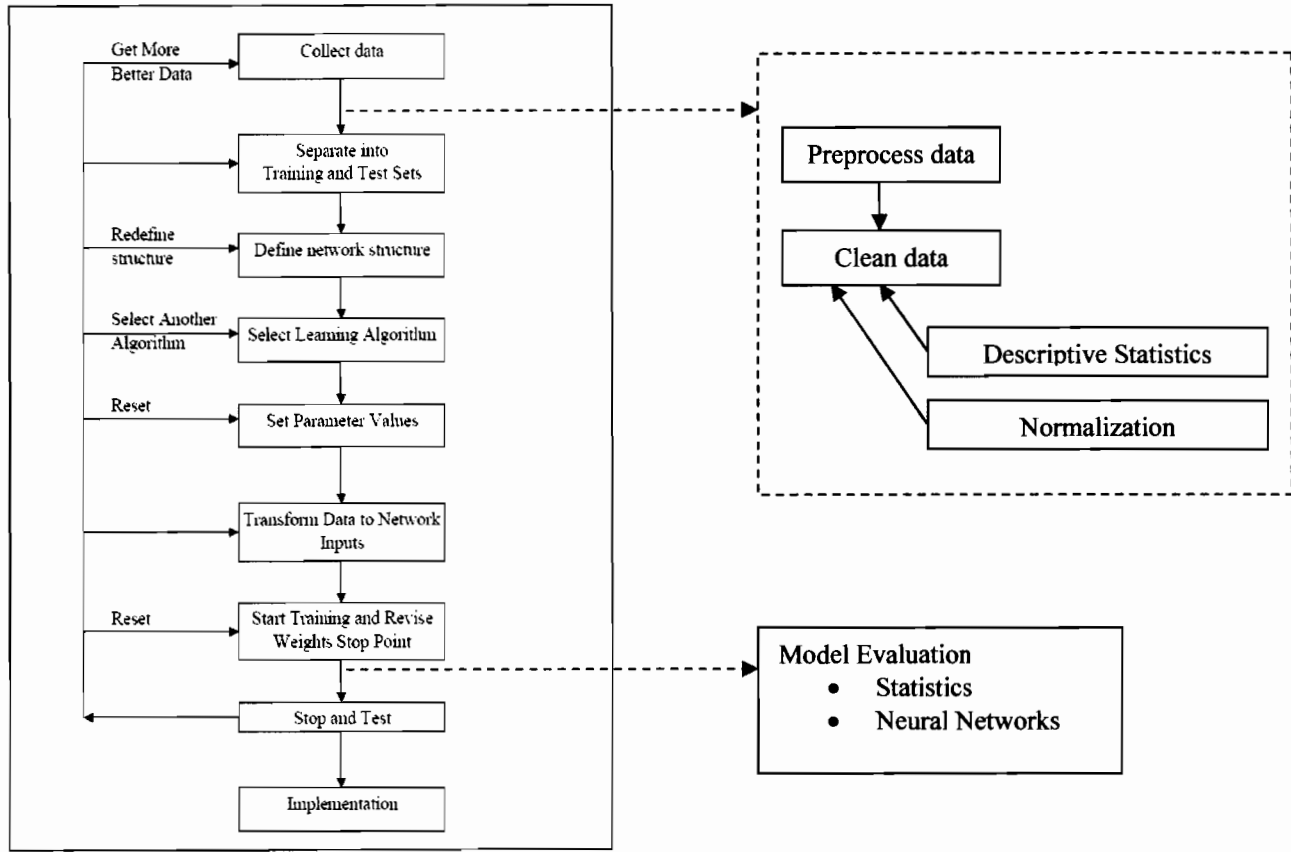 Get More
Better Data
Collect data
Separate into
Training and Test Sets
Redefine
structure
Define network structure
Select Another
Algorithm
Select Learning Algorithm
Reset
Set Parameter Values
Transform Data to Network
Inputs
Reset
Start Training and Revise
Weights Stop Point
Stop and Test
Implementation
Preprocess data
Clean data
Descriptive Statistics
Normalization
Model Evaluation
• Statistics
• Neural Networks